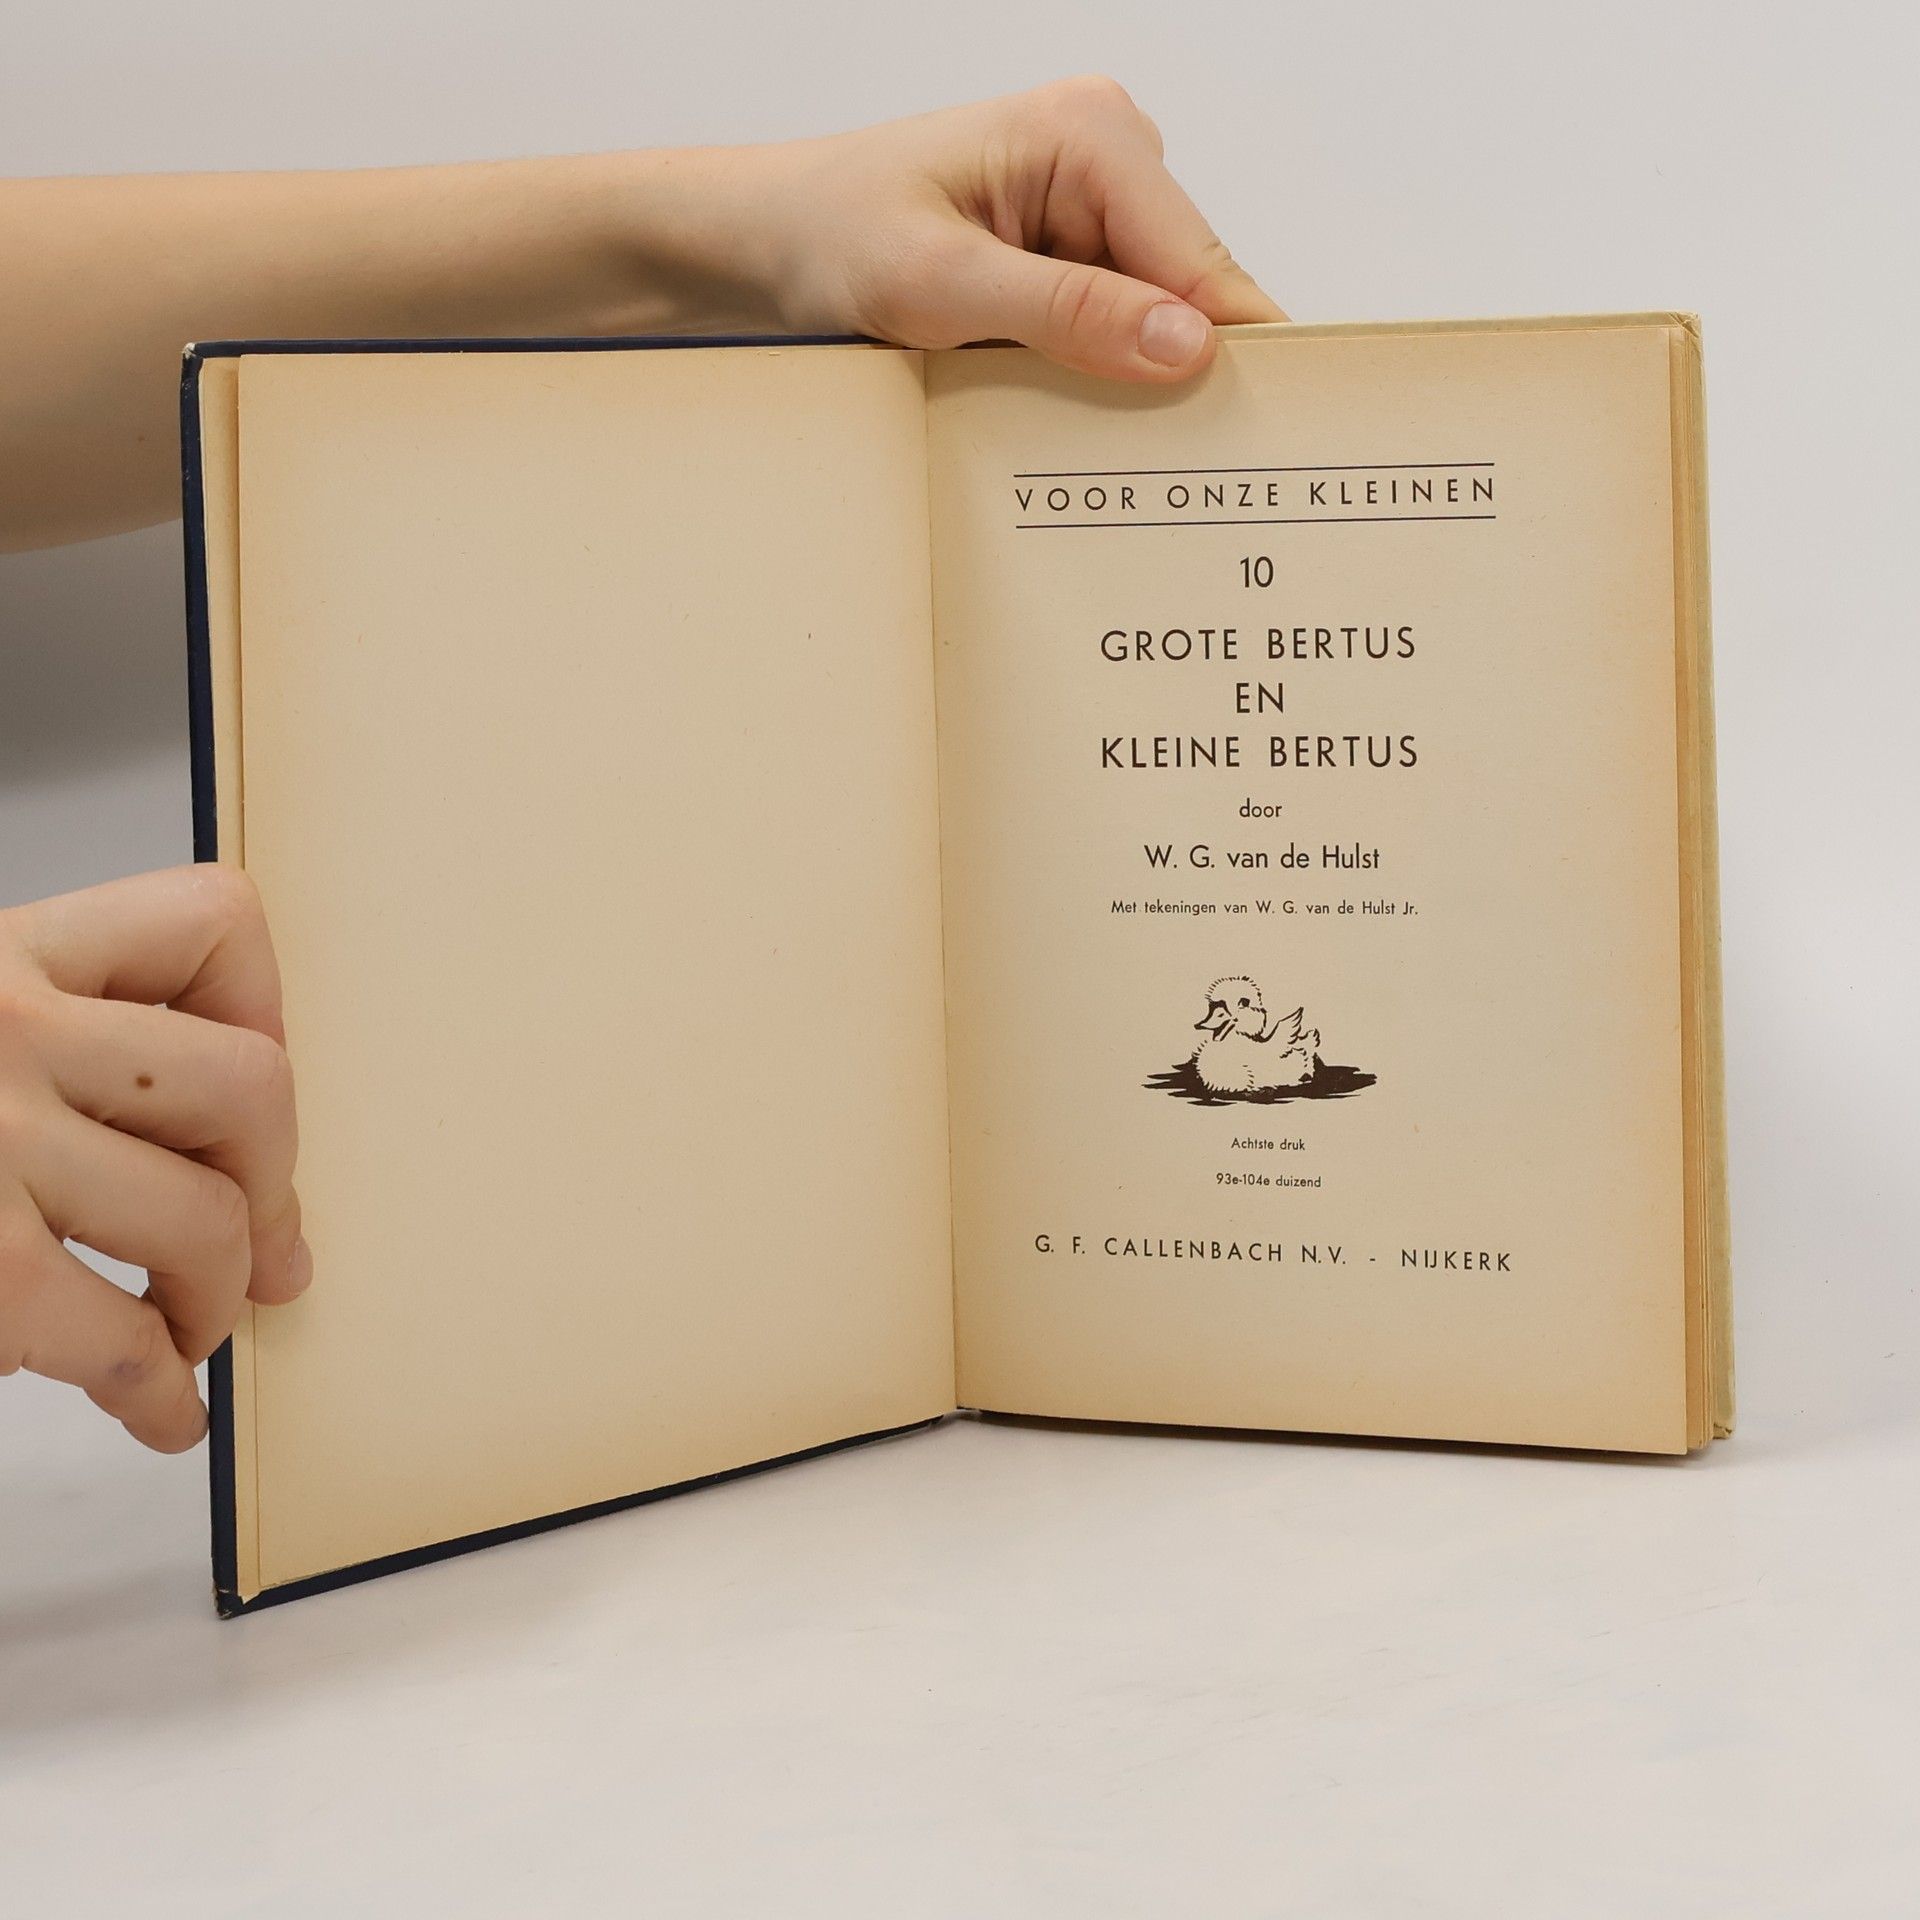 VOOR ONZE KLEINEN
10
GROTE BERTUS
EN
KLEINE BERTUS
door
W. G. van de Hulst
Met tekeningen van W. G. van de Hulst Jr.
Achtste druk
93e-104e duizend
G. F. CALLENBACH N.V. - NIJKERK